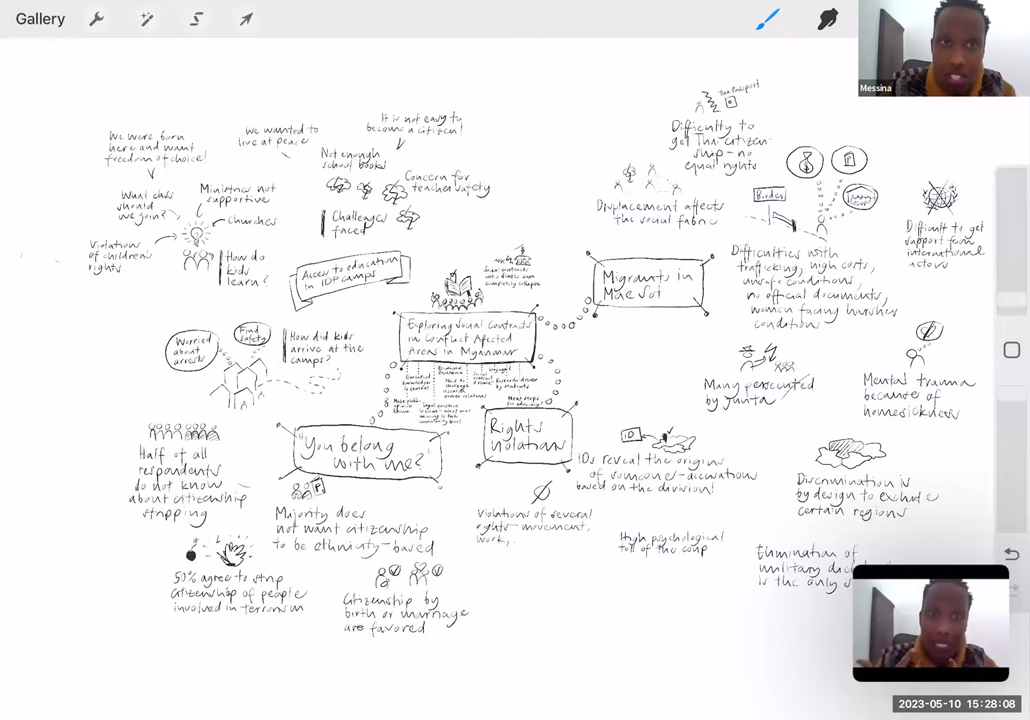 Gallery
Messina
It is not easy to
become a citizen!
We were born
here and want
freedom of choice!
We wanted to
live at peace
Not enough
school books
Concern for
teacher safety
What class
should
we join?
Ministries not
supportive
Churches
Challenges
faced
Violation
of children's
rights
How do
kids
learn?
Access to education
in IDP camps
Thai Passport
Difficulty to
get Thai citizen
ship - no
equal rights
Displacement affects
the social fabric
Border
Difficult to get
support from
international
actors
Migrants in
Mae Sot
Difficulties with
trafficking, high costs,
unsafe conditions,
no official documents,
women facing harsher
conditions
Exploring Social Contracts
in Conflict Affected
Areas in Myanmar
Worried
about
arrests
Find
safety
How did kids
arrive at the
camps?
Many persecuted
by junta
Mental trauma
because of
homesickness
"You belong
with me?"
Rights
violations
Half of all
respondents
do not know
about citizenship
stripping
ID
IDs reveal the origins
of someone - accusations
based on the division!
Discrimination is
by design to exclude
certain regions
Majority does
not want citizenship
to be ethnicity-based
Violations of several
rights - movement,
work,
High psychological
toll of the coup
Elimination of
military
is the only
50% agree to strip
citizenship of people
involved in terrorism
Citizenship by
birth or marriage
are favored
2023-05-10 15:28:08